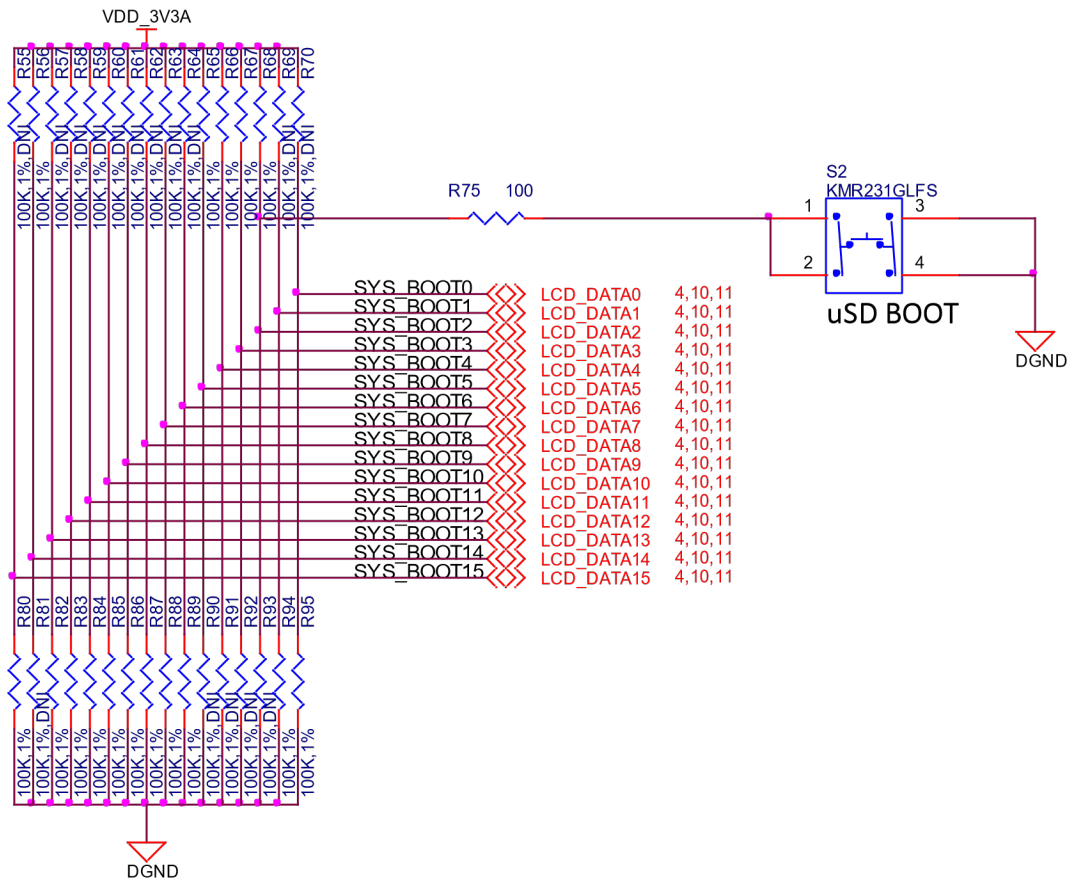 VDD_3V3A
R55
R56
R57
R58
R59
R60
R61
R62
R63
R64
R65
R66
R67
R68
R69
R70
100K,1%,DNI
100K,1%
100K,1%,DNI
100K,1%,DNI
100K,1%,DNI
100K,1%,DNI
100K,1%,DNI
100K,1%,DNI
100K,1%,DNI
100K,1%,DNI
100K,1%
100K,1%
100K,1%
100K,1%
100K,1%,DNI
100K,1%,DNI
R75 100
S2
KMR231GLFS
1 3
2 4
uSD BOOT
DGND
SYS_BOOT0 LCD_DATA0 4,10,11
SYS_BOOT1 LCD_DATA1 4,10,11
SYS_BOOT2 LCD_DATA2 4,10,11
SYS_BOOT3 LCD_DATA3 4,10,11
SYS_BOOT4 LCD_DATA4 4,10,11
SYS_BOOT5 LCD_DATA5 4,10,11
SYS_BOOT6 LCD_DATA6 4,10,11
SYS_BOOT7 LCD_DATA7 4,10,11
SYS_BOOT8 LCD_DATA8 4,10,11
SYS_BOOT9 LCD_DATA9 4,10,11
SYS_BOOT10 LCD_DATA10 4,10,11
SYS_BOOT11 LCD_DATA11 4,10,11
SYS_BOOT12 LCD_DATA12 4,10,11
SYS_BOOT13 LCD_DATA13 4,10,11
SYS_BOOT14 LCD_DATA14 4,10,11
SYS_BOOT15 LCD_DATA15 4,10,11
R80
R81
R82
R83
R84
R85
R86
R87
R88
R89
R90
R91
R92
R93
R94
R95
100K,1%
100K,1%,DNI
100K,1%
100K,1%
100K,1%
100K,1%
100K,1%
100K,1%
100K,1%
100K,1%
100K,1%,DNI
100K,1%,DNI
100K,1%,DNI
100K,1%,DNI
100K,1%
100K,1%
DGND